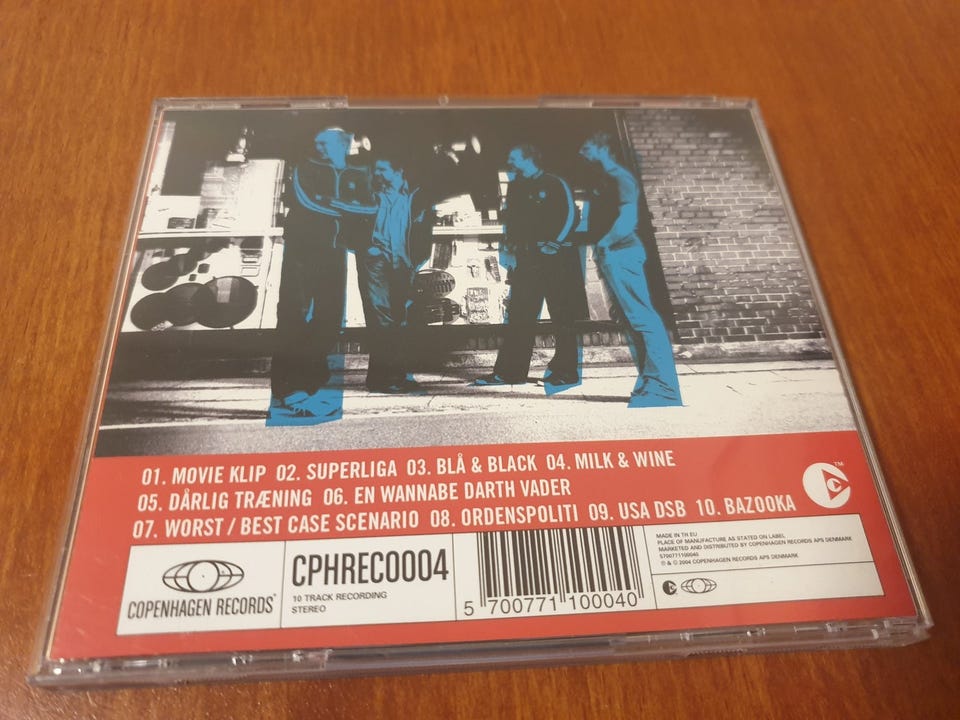 01. MOVIE KLIP 02. SUPERLIGA 03. BLÅ & BLACK 04. MILK & WINE
05. DÅRLIG TRÆNING 06. EN WANNABE DARTH VADER
07. WORST / BEST CASE SCENARIO 08. ORDENSPOLITI 09. USA DSB 10. BAZOOKA
TM
COPENHAGEN RECORDS
CPHREC0004
10 TRACK RECORDING
STEREO
5 700771 100040
MADE IN TH EU
PLACE OF MANUFACTURE AS STATED ON LABEL
MARKETED AND DISTRIBUTED BY COPENHAGEN RECORDS APS DENMARK
5700771100040
℗ & © 2004 COPENHAGEN RECORDS APS DENMARK